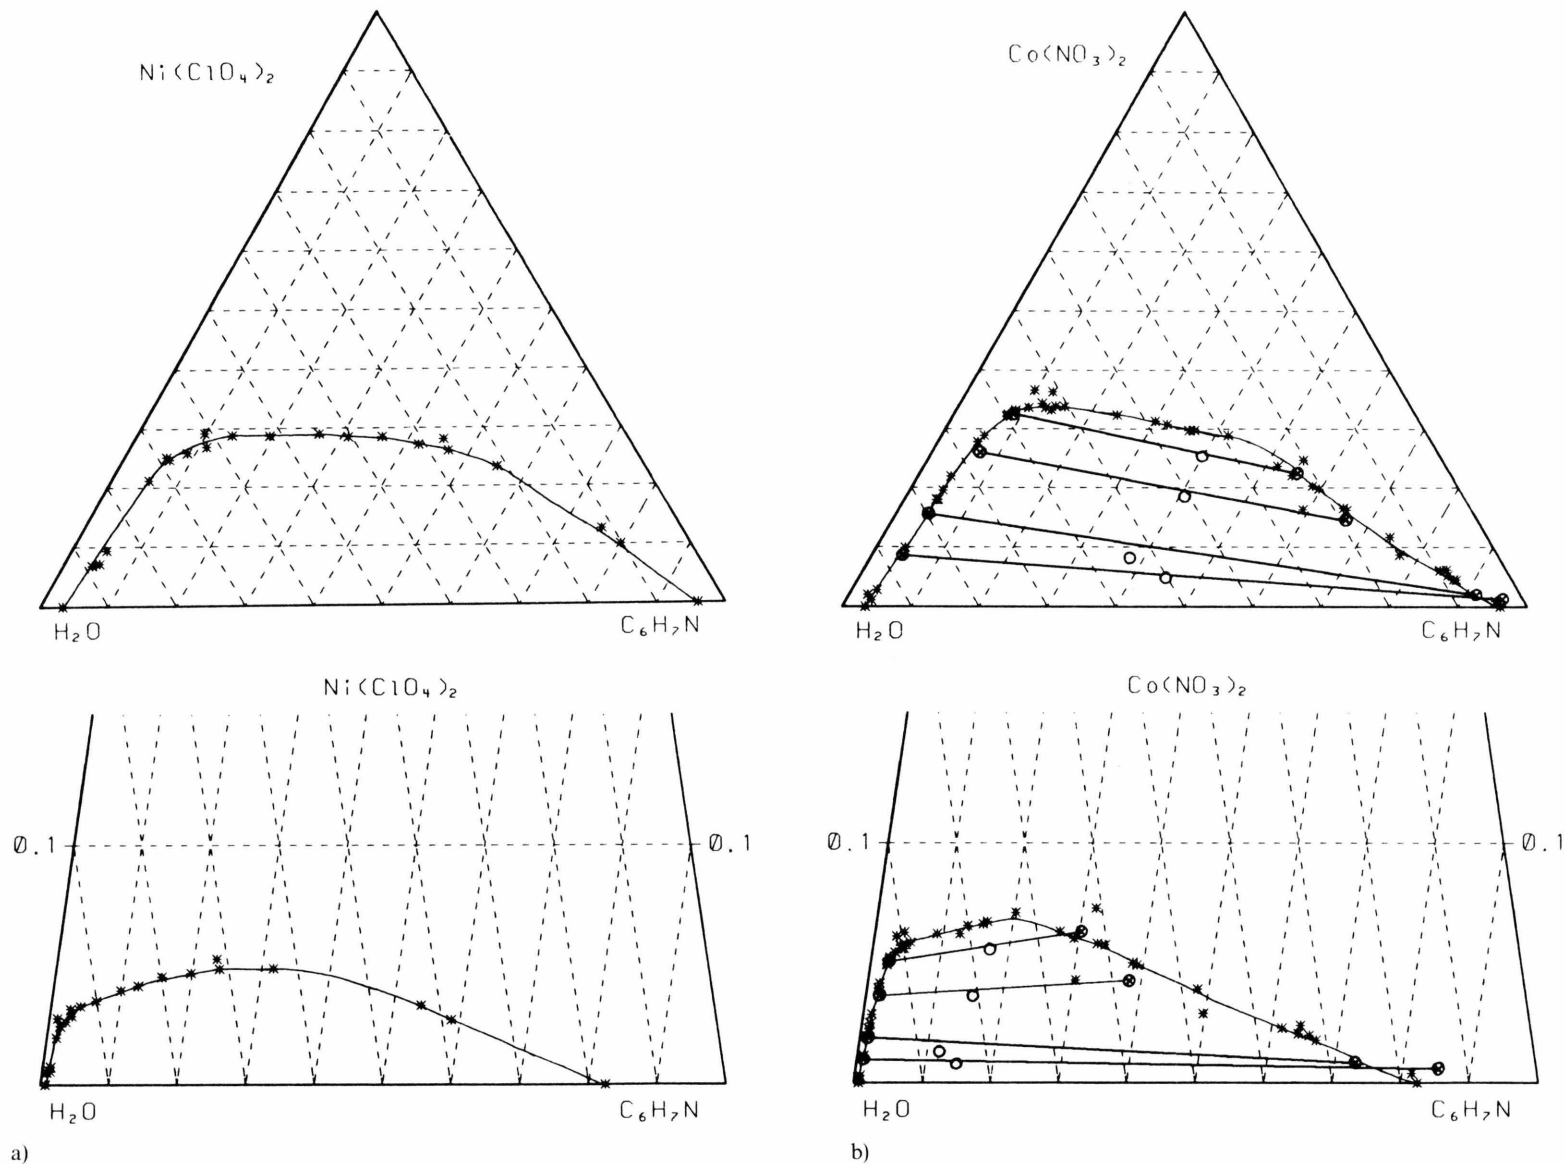 Ni(ClO₄)₂
Co(NO₃)₂
H₂O
C₆H₇N
H₂O
C₆H₇N
Ni(ClO₄)₂
Co(NO₃)₂
0.1
0.1
0.1
0.1
H₂O
C₆H₇N
H₂O
C₆H₇N
a)
b)